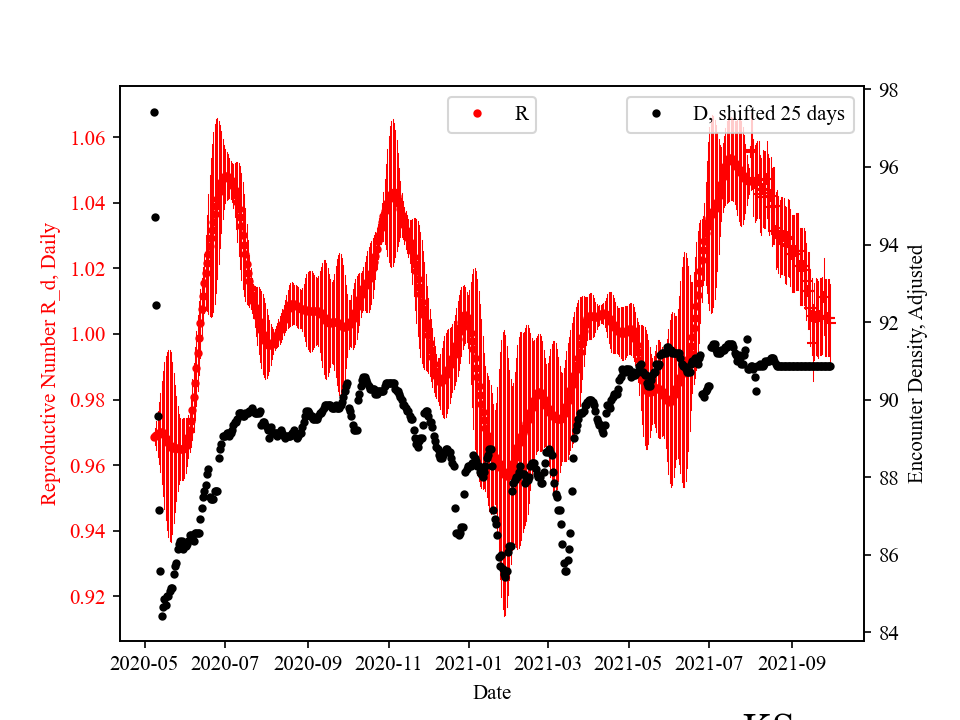 R
D, shifted 25 days
1.06
1.04
1.02
1.00
0.98
0.96
0.94
0.92
Reproductive Number R_d, Daily
98
96
94
92
90
88
86
84
Encounter Density, Adjusted
2020-05 2020-07 2020-09 2020-11 2021-01 2021-03 2021-05 2021-07 2021-09
Date
KS